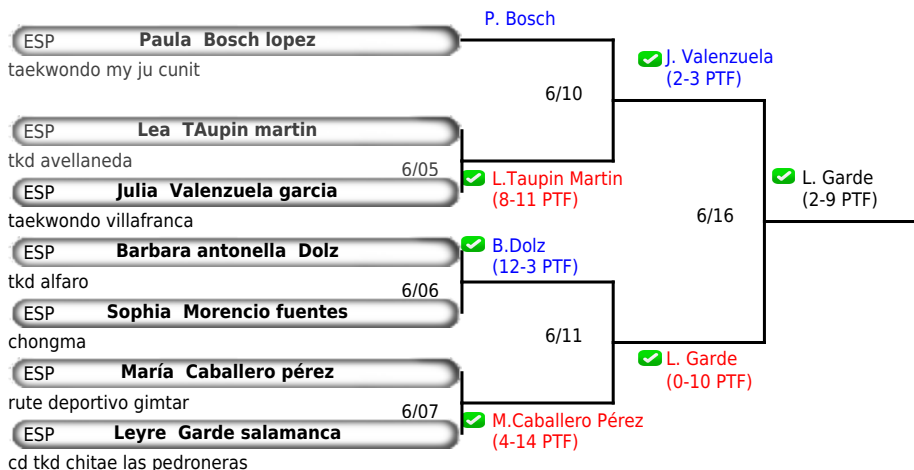 P. Bosch
ESP Paula Bosch lopez
taekwondo my ju cunit
J. Valenzuela
(2-3 PTF)
6/10
ESP Lea TAupin martin
tkd avellaneda
6/05
L.Taupin Martin
(8-11 PTF)
L. Garde
(2-9 PTF)
ESP Julia Valenzuela garcia
taekwondo villafranca
6/16
ESP Barbara antonella Dolz
B.Dolz
(12-3 PTF)
tkd alfaro
6/06
ESP Sophia Morencio fuentes
chongma
6/11
L. Garde
(0-10 PTF)
ESP María Caballero pérez
rute deportivo gimtar
6/07
M.Caballero Pérez
(4-14 PTF)
ESP Leyre Garde salamanca
cd tkd chitae las pedroneras